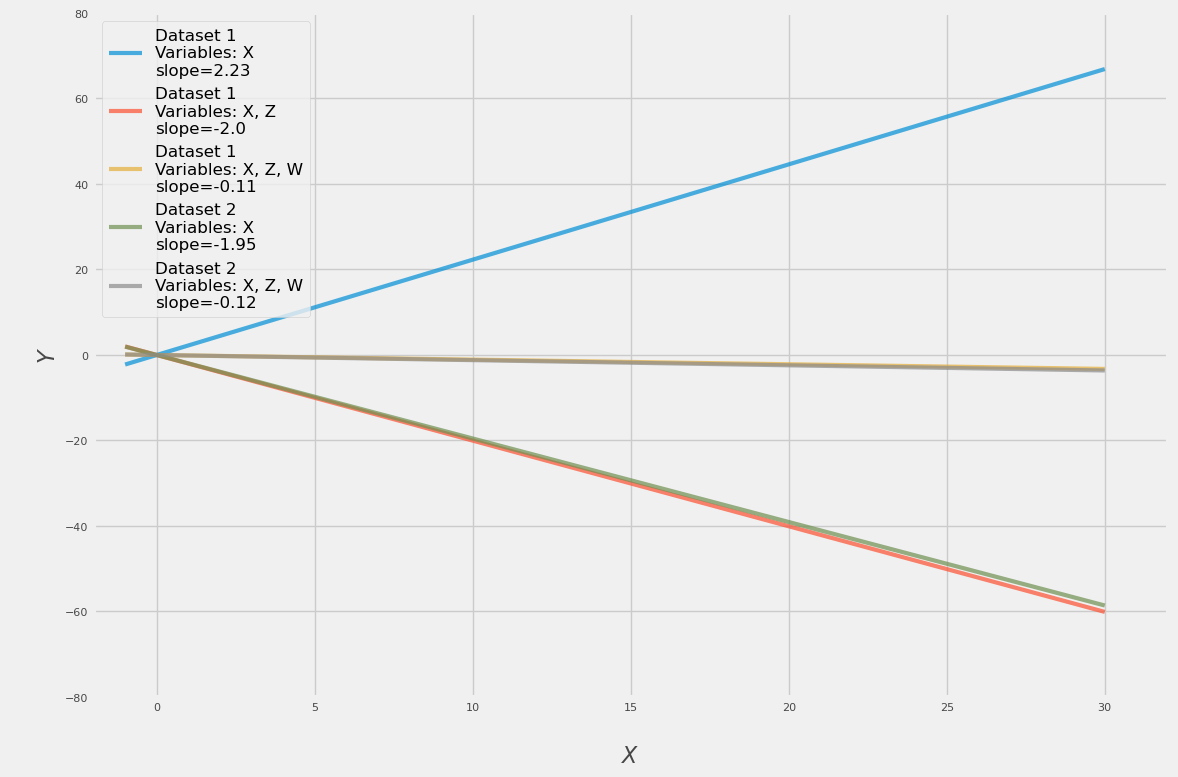 80
60
40
20
0
−20
−40
−60
−80
Y
Dataset 1
Variables: X
slope=2.23
Dataset 1
Variables: X, Z
slope=-2.0
Dataset 1
Variables: X, Z, W
slope=-0.11
Dataset 2
Variables: X
slope=-1.95
Dataset 2
Variables: X, Z, W
slope=-0.12
0 5 10 15 20 25 30
X